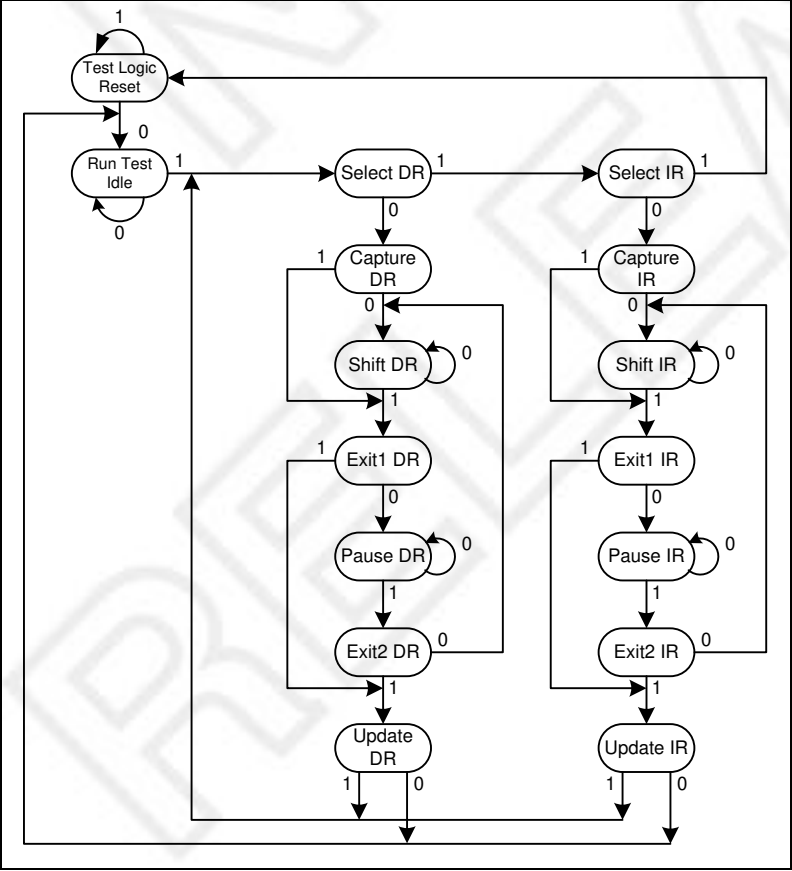 1
Test Logic
Reset
0
Run Test
Idle
1
0
Select DR
1
0
Select IR
1
0
Capture
DR
1
0
Capture
IR
1
0
Shift DR
0
1
Shift IR
0
1
Exit1 DR
1
0
Exit1 IR
1
0
Pause DR
0
1
Pause IR
0
1
Exit2 DR
0
1
Exit2 IR
0
1
Update
DR
1
0
Update IR
1
0